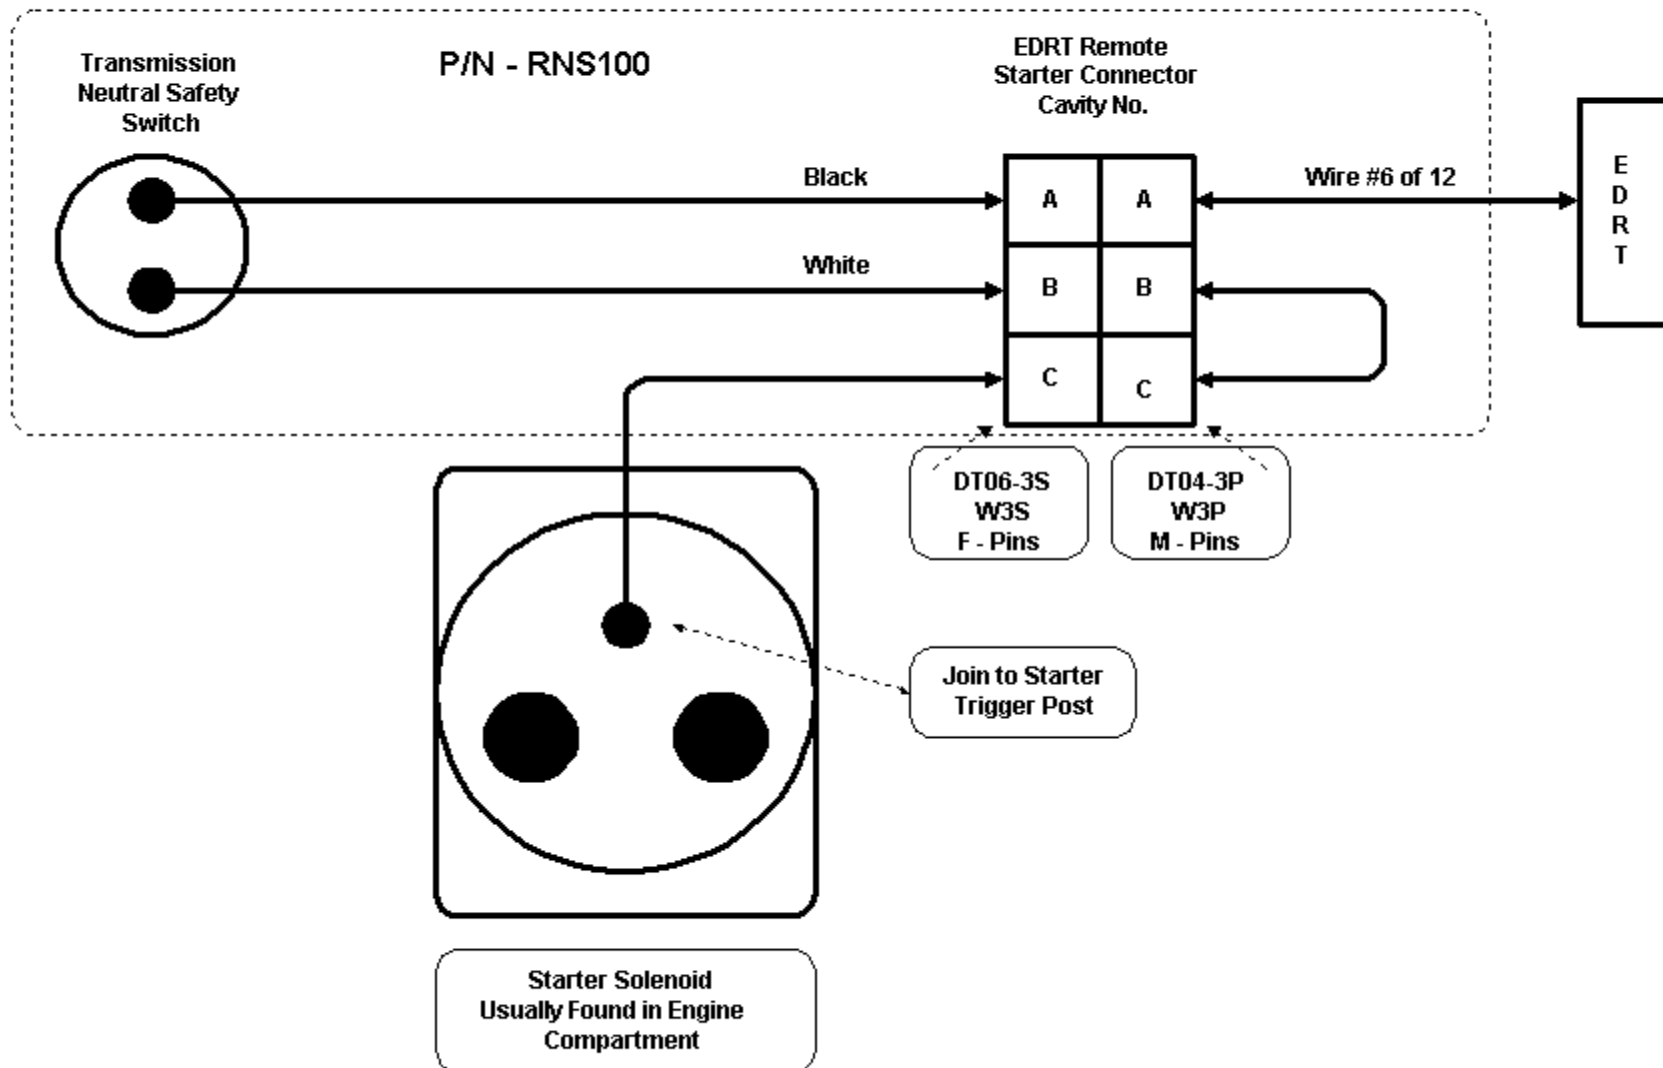 Transmission
Neutral Safety
Switch
P/N - RNS100
EDRT Remote
Starter Connector
Cavity No.
Black
A
A
Wire #6 of 12
E
D
R
T
White
B
B
C
C
DT06-3S
W3S
F - Pins
DT04-3P
W3P
M - Pins
Join to Starter
Trigger Post
Starter Solenoid
Usually Found in Engine
Compartment